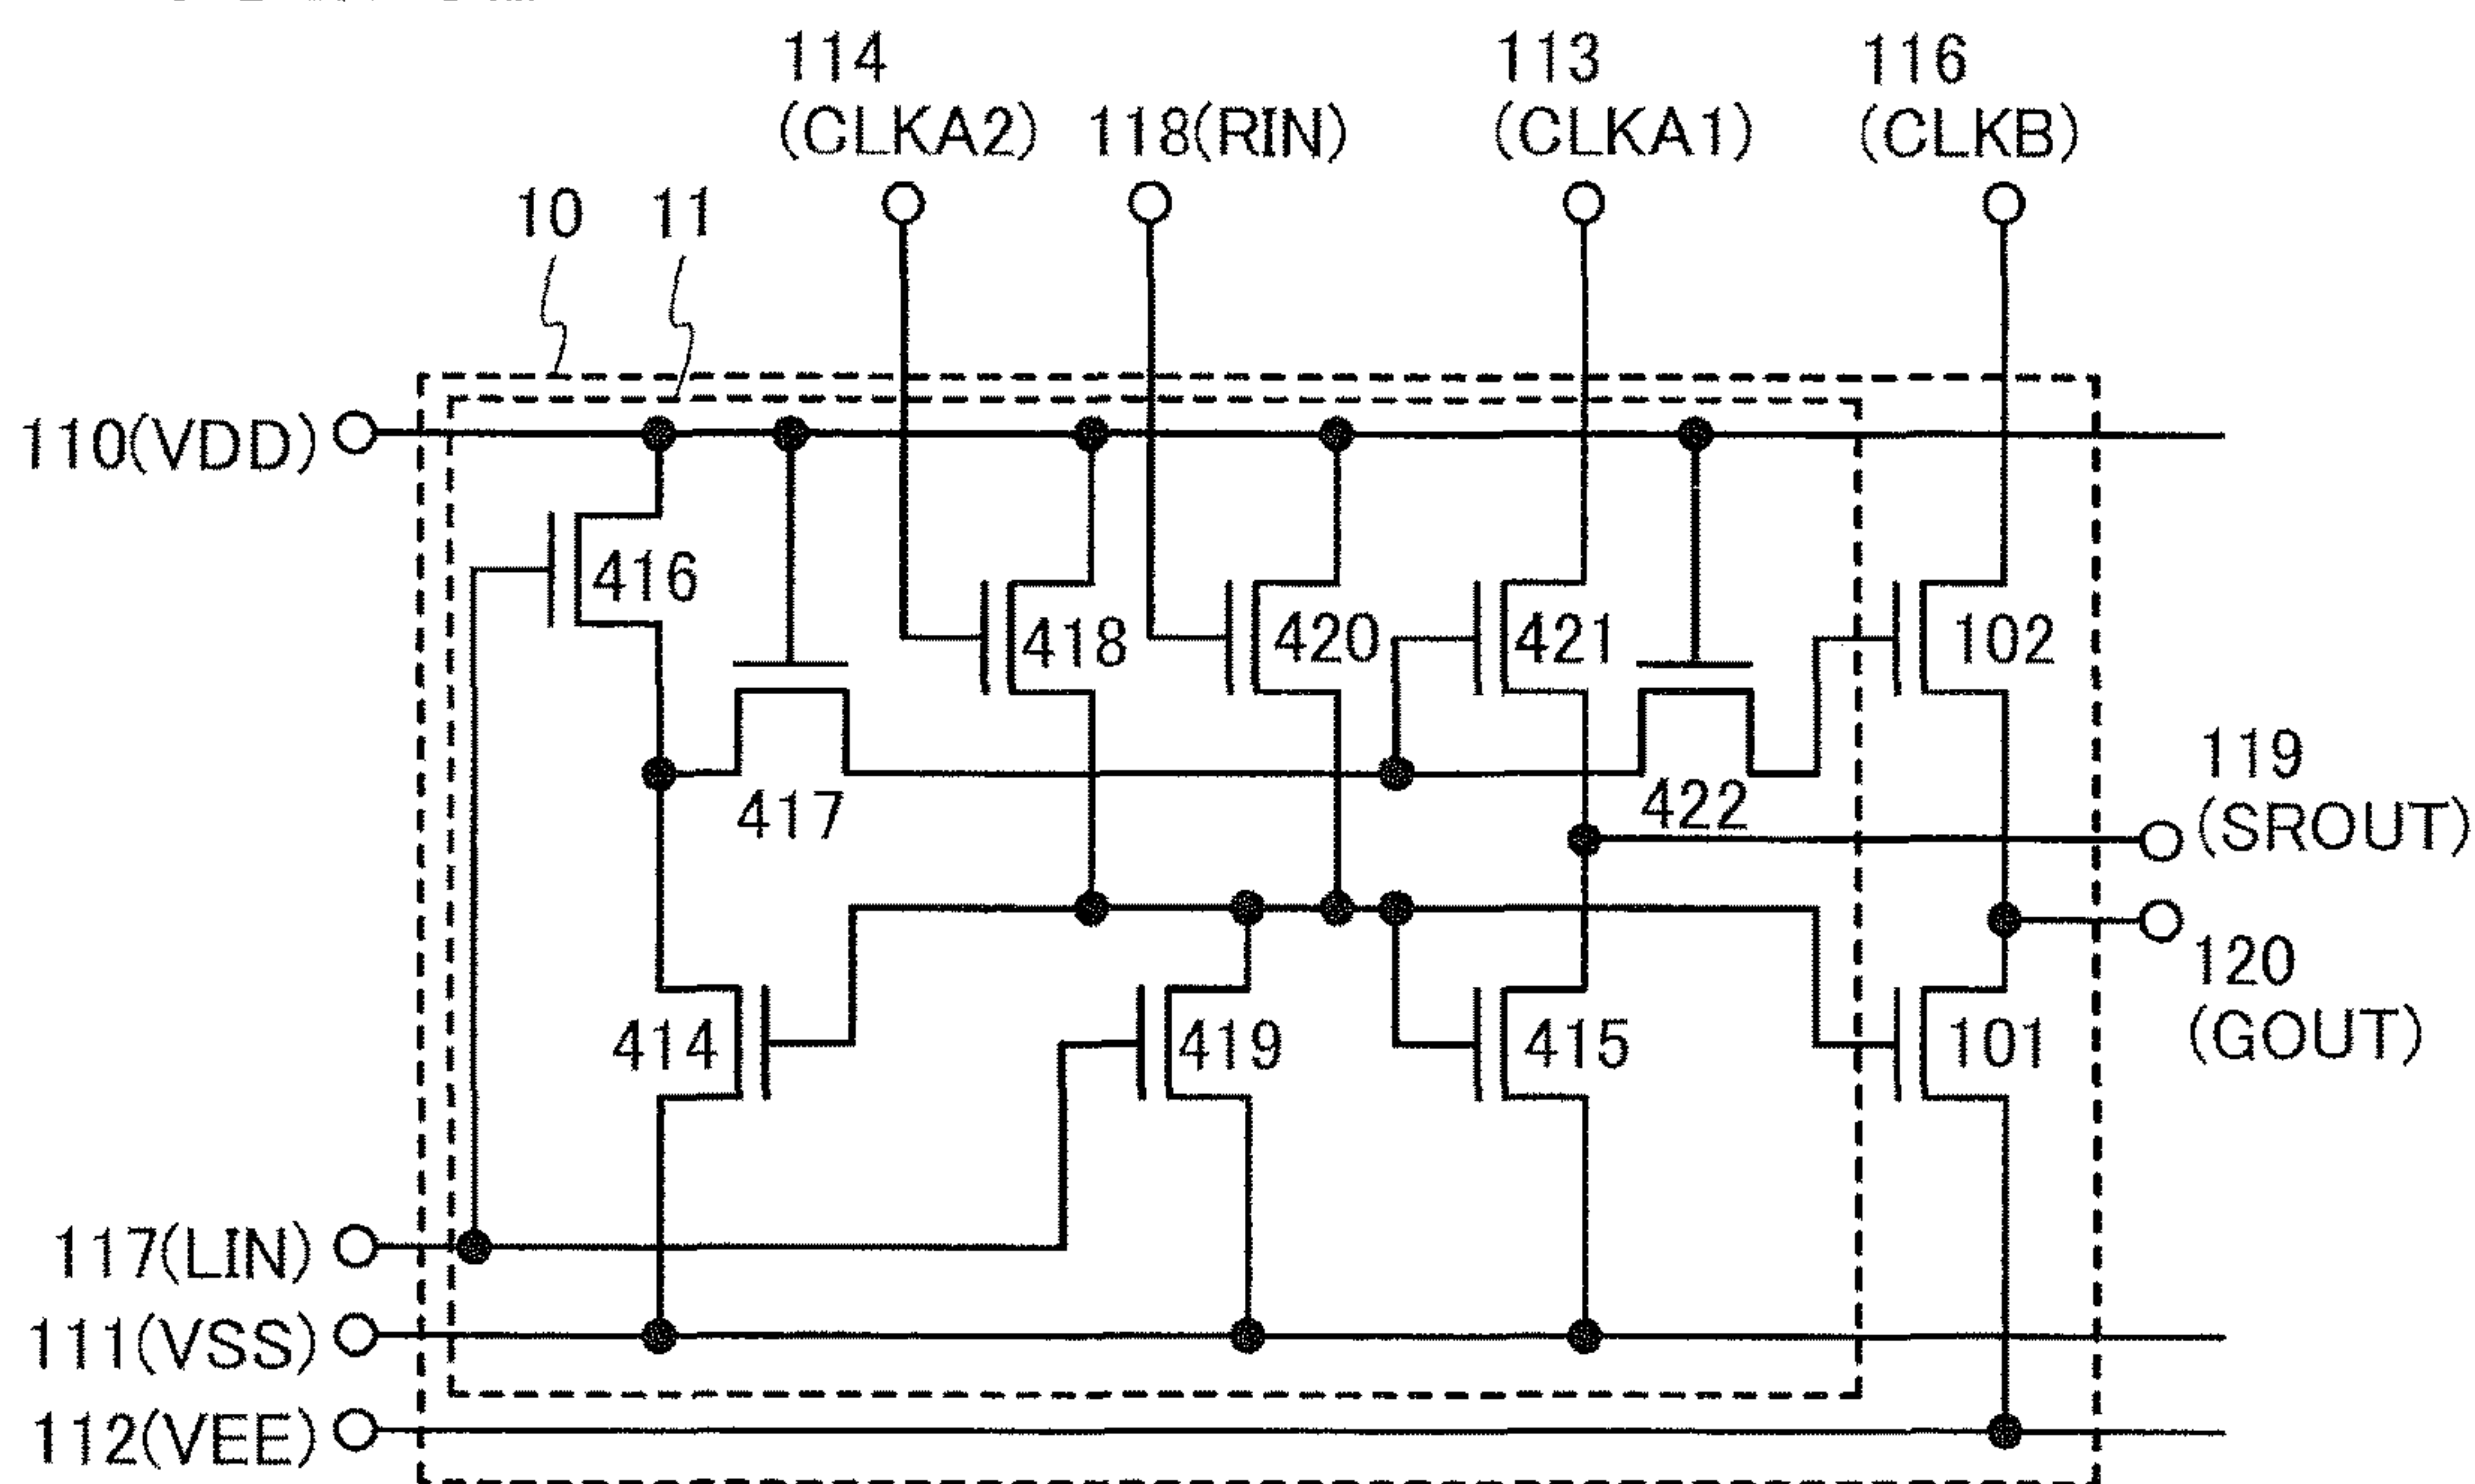 114
(CLKA2)
118(RIN)
113
(CLKA1)
116
(CLKB)
10
11
110(VDD)
416
418
420
421
102
417
422
119
(SROUT)
120
(GOUT)
414
419
415
101
117(LIN)
111(VSS)
112(VEE)